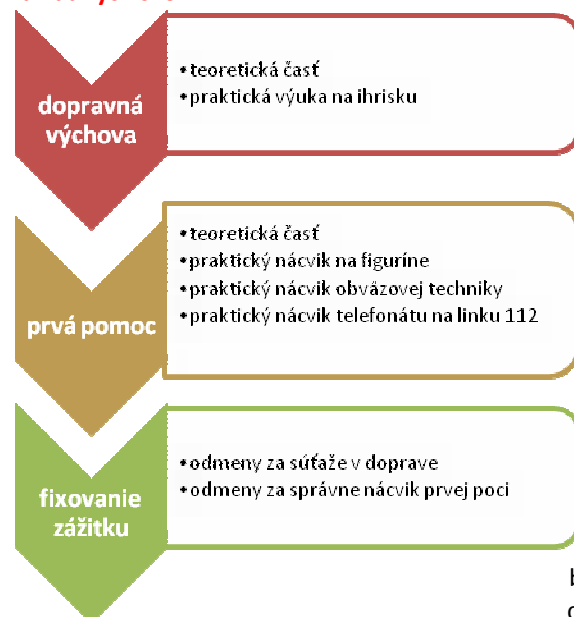 dopravná
výchova
•teoretická časť
•praktická výuka na ihrisku
prvá pomoc
•teoretická časť
•praktický nácvik na figuríne
•praktický nácvik obväzovej techniky
•praktický nácvik telefonátu na linku 112
fixovanie
zážitku
•odmeny za súťaže v doprave
•odmeny za správne nácvik prvej poci